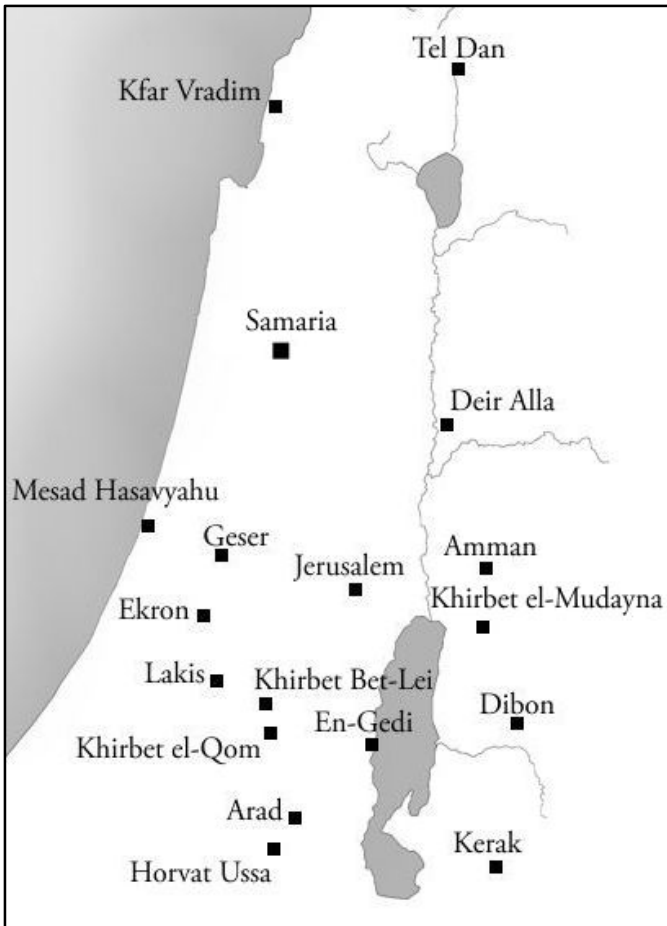 Tel Dan
Kfar Vradim
Samaria
Deir Alla
Mesad Hasavyahu
Geser
Amman
Jerusalem
Khirbet el-Mudayna
Ekron
Lakis
Khirbet Bet-Lei
Dibon
En-Gedi
Khirbet el-Qom
Arad
Kerak
Horvat Ussa